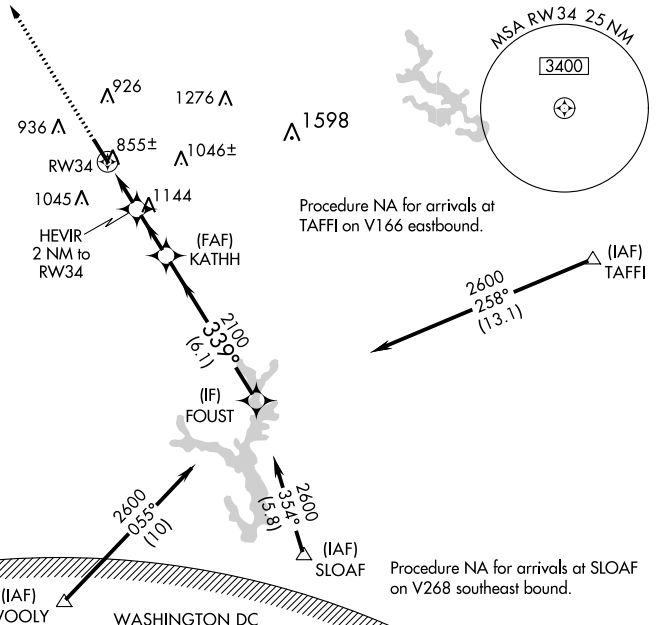 MSA RW34 25 NM
3400
926
1276
936
1598
855±
1046±
RW34
1045
1144
HEVIR
2 NM to
RW34
(FAF)
KATHH
Procedure NA for arrivals at
TAFFI on V166 eastbound.
(IAF)
TAFFI
2600
258°
(13.1)
2100
339°
(6.1)
(IF)
FOUST
2600
055°
(10)
2600
354°
(5.8)
(IAF)
SLOAF
Procedure NA for arrivals at SLOAF
on V268 southeast bound.
(IAF)
WOOLY
WASHINGTON DC